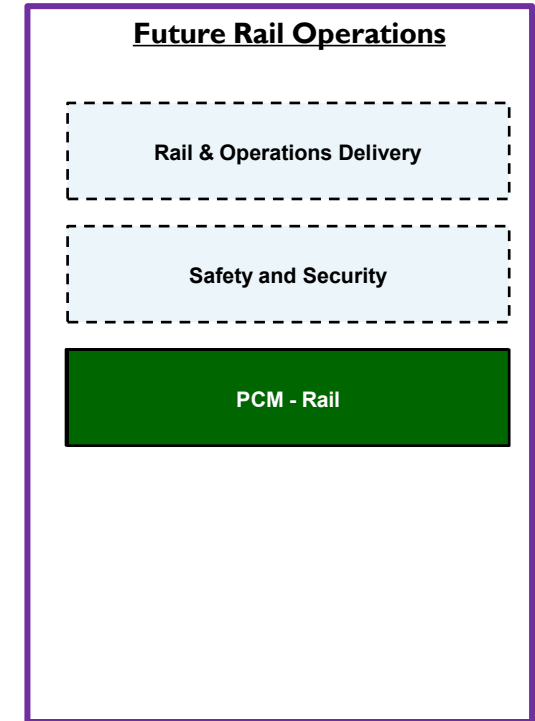 Future Rail Operations
Rail & Operations Delivery
Safety and Security
PCM - Rail